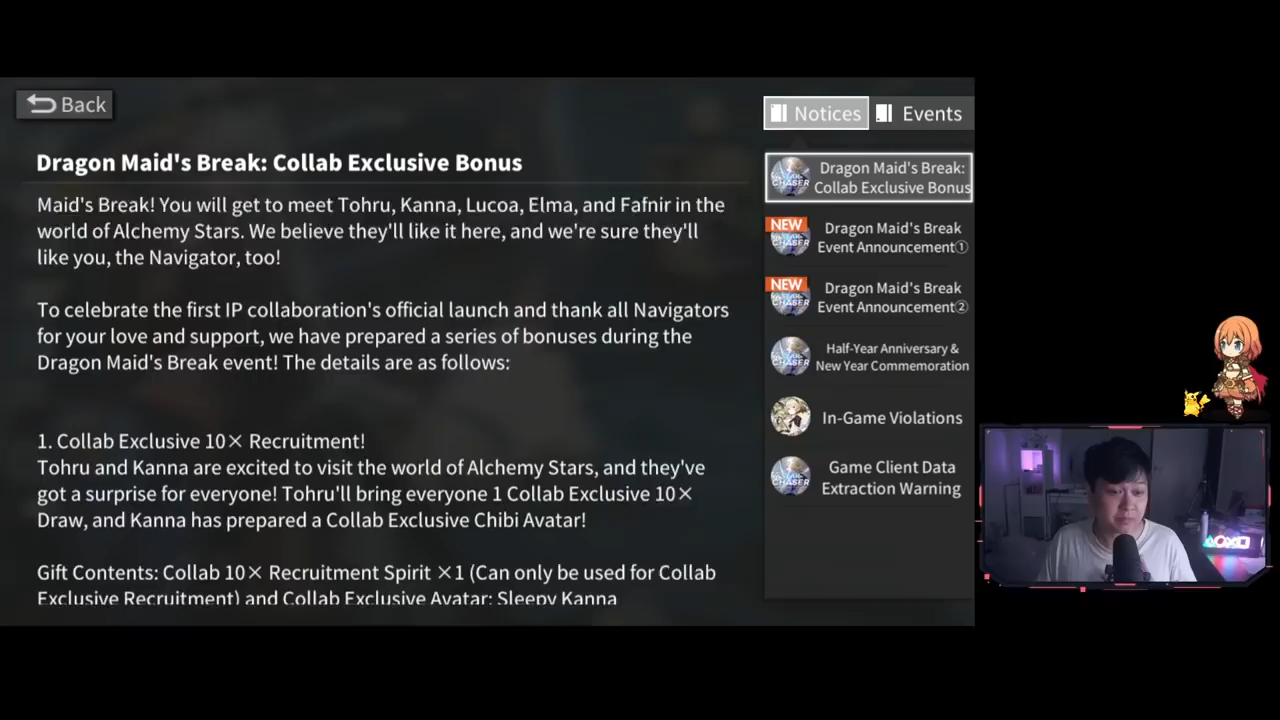 Back
Notices
Events
Dragon Maid's Break: Collab Exclusive Bonus
Maid's Break! You will get to meet Tohru, Kanna, Lucoa, Elma, and Fafnir in the
world of Alchemy Stars. We believe they'll like it here, and we're sure they'll
like you, the Navigator, too!
To celebrate the first IP collaboration's official launch and thank all Navigators
for your love and support, we have prepared a series of bonuses during the
Dragon Maid's Break event! The details are as follows:
1. Collab Exclusive 10× Recruitment!
Tohru and Kanna are excited to visit the world of Alchemy Stars, and they've
got a surprise for everyone! Tohru'll bring everyone 1 Collab Exclusive 10×
Draw, and Kanna has prepared a Collab Exclusive Chibi Avatar!
Gift Contents: Collab 10× Recruitment Spirit ×1 (Can only be used for Collab
Exclusive Recruitment) and Collab Exclusive Avatar: Sleepy Kanna
Dragon Maid's Break:
Collab Exclusive Bonus
NEW
Dragon Maid's Break
Event Announcement①
NEW
Dragon Maid's Break
Event Announcement②
Half-Year Anniversary &
New Year Commemoration
In-Game Violations
Game Client Data
Extraction Warning